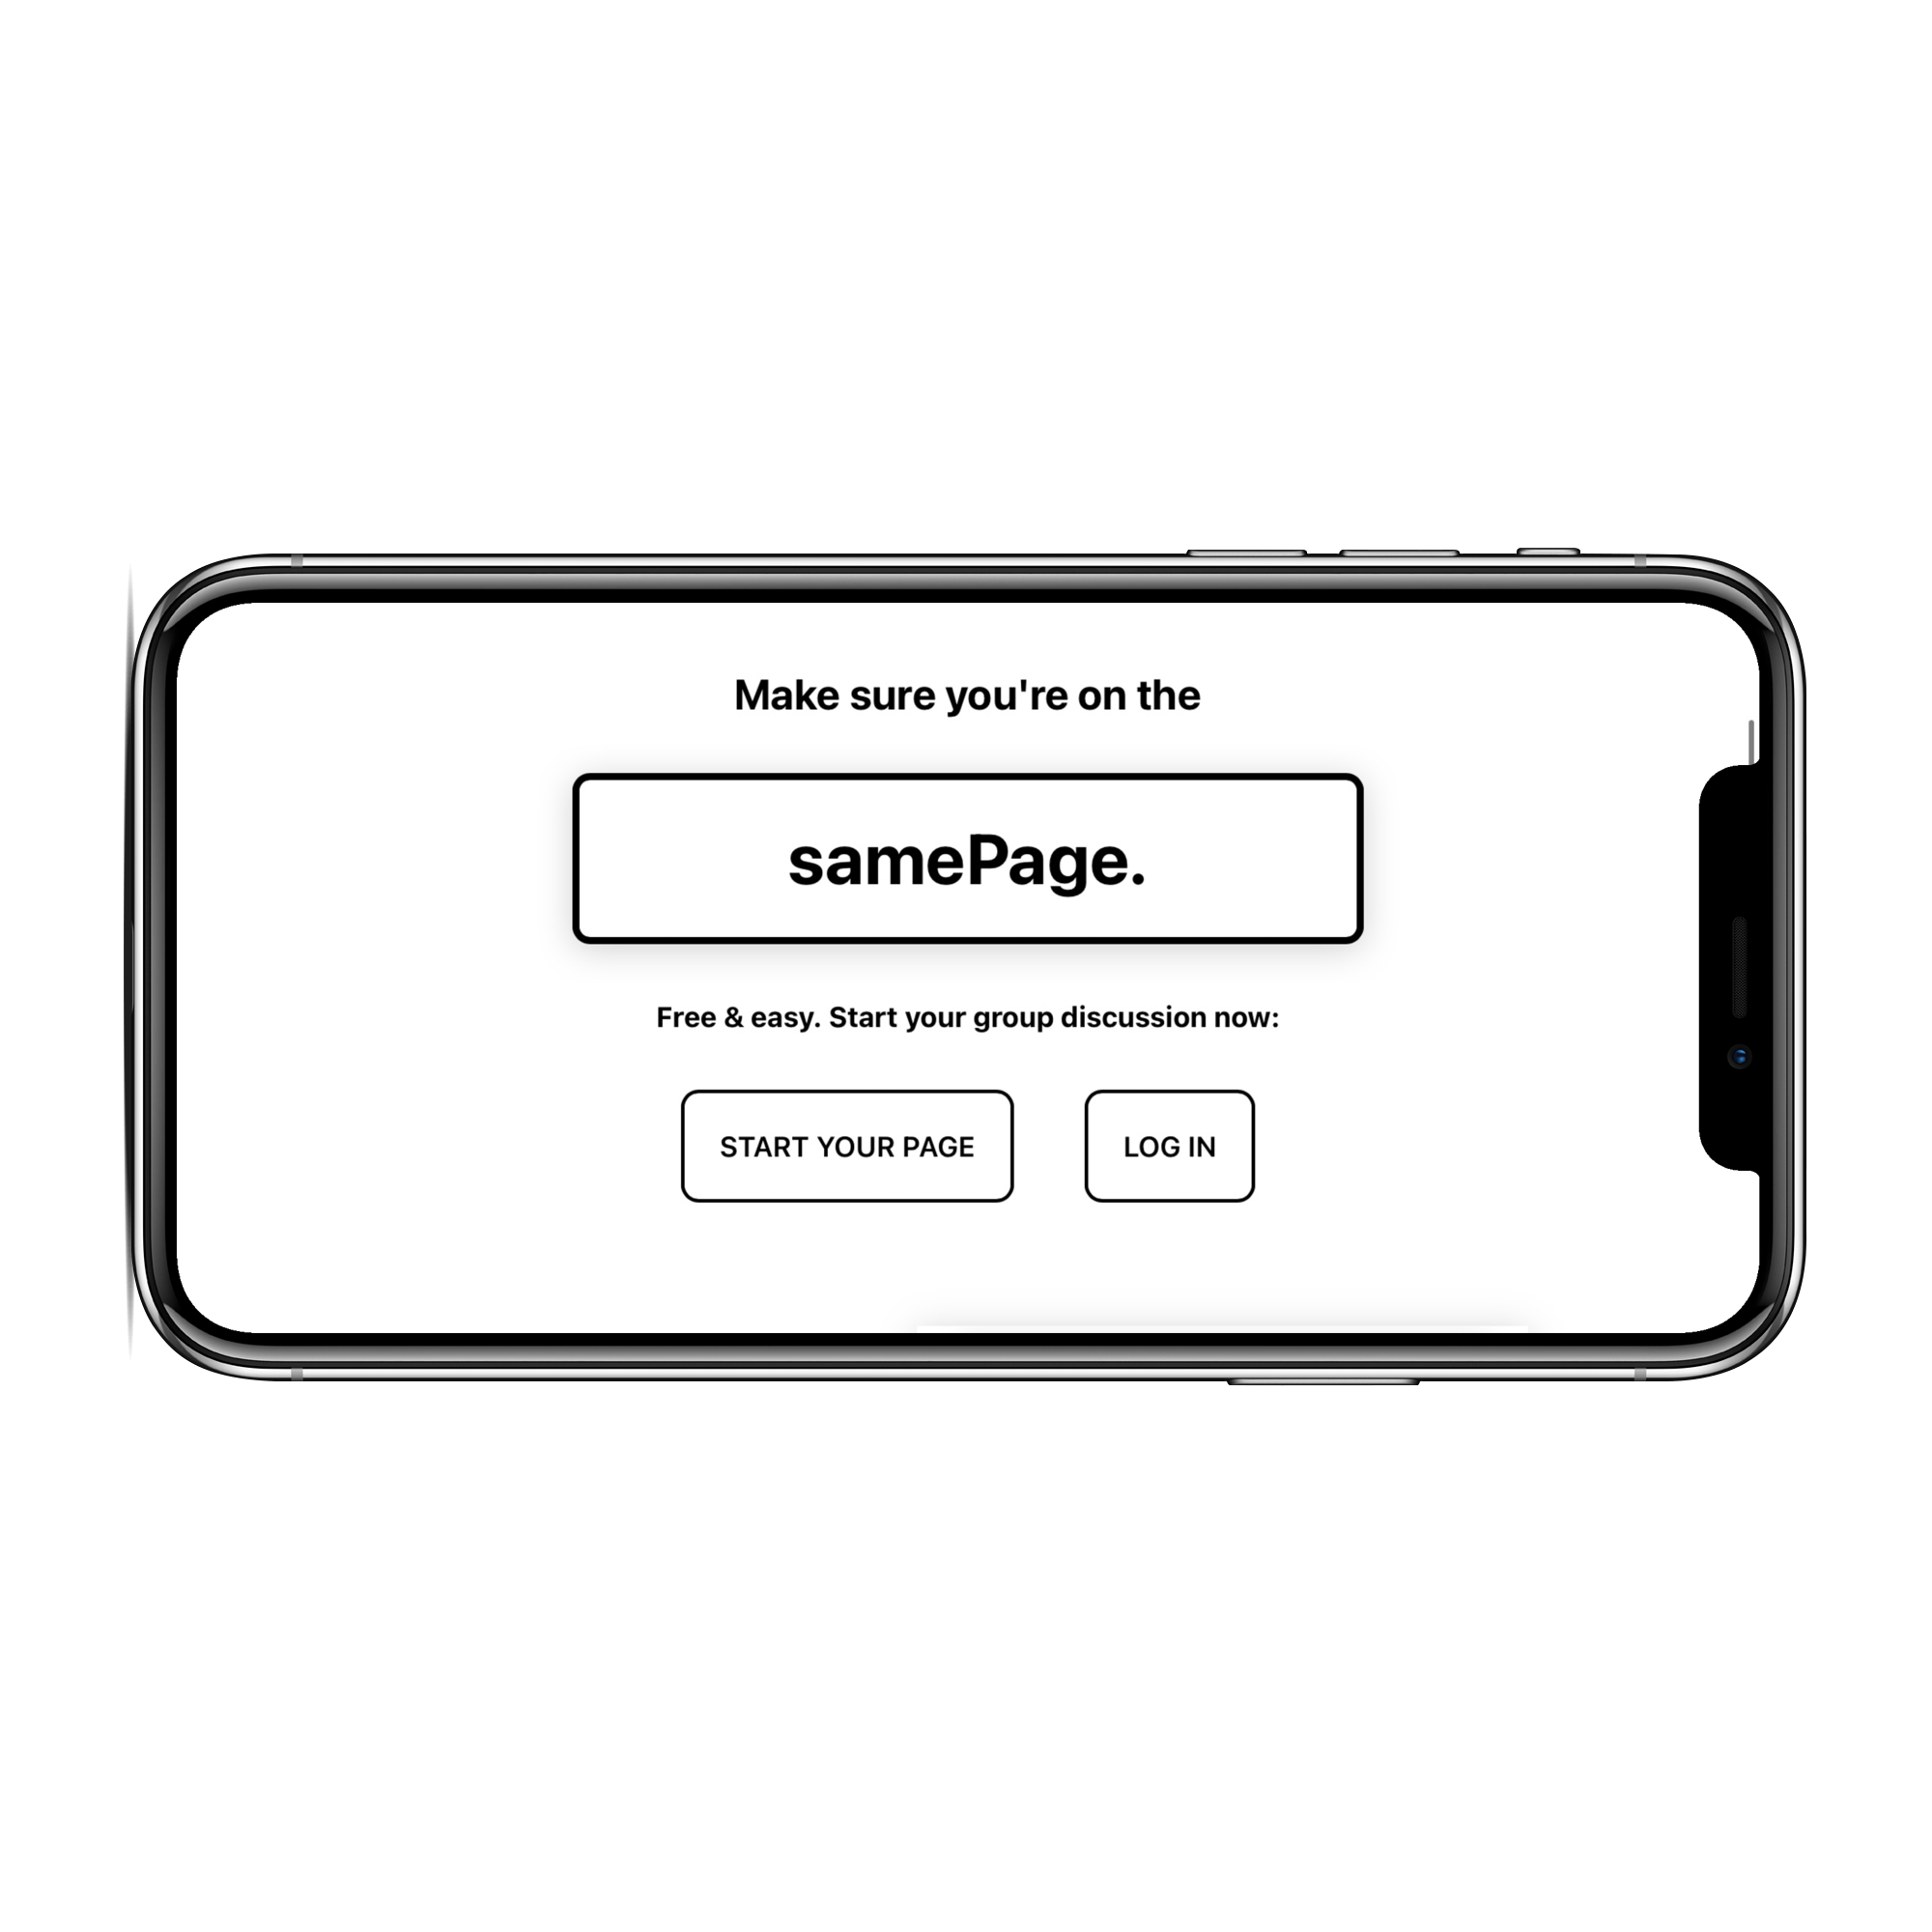 Make sure you're on the
samePage.
Free & easy. Start your group discussion now:
START YOUR PAGE LOG IN